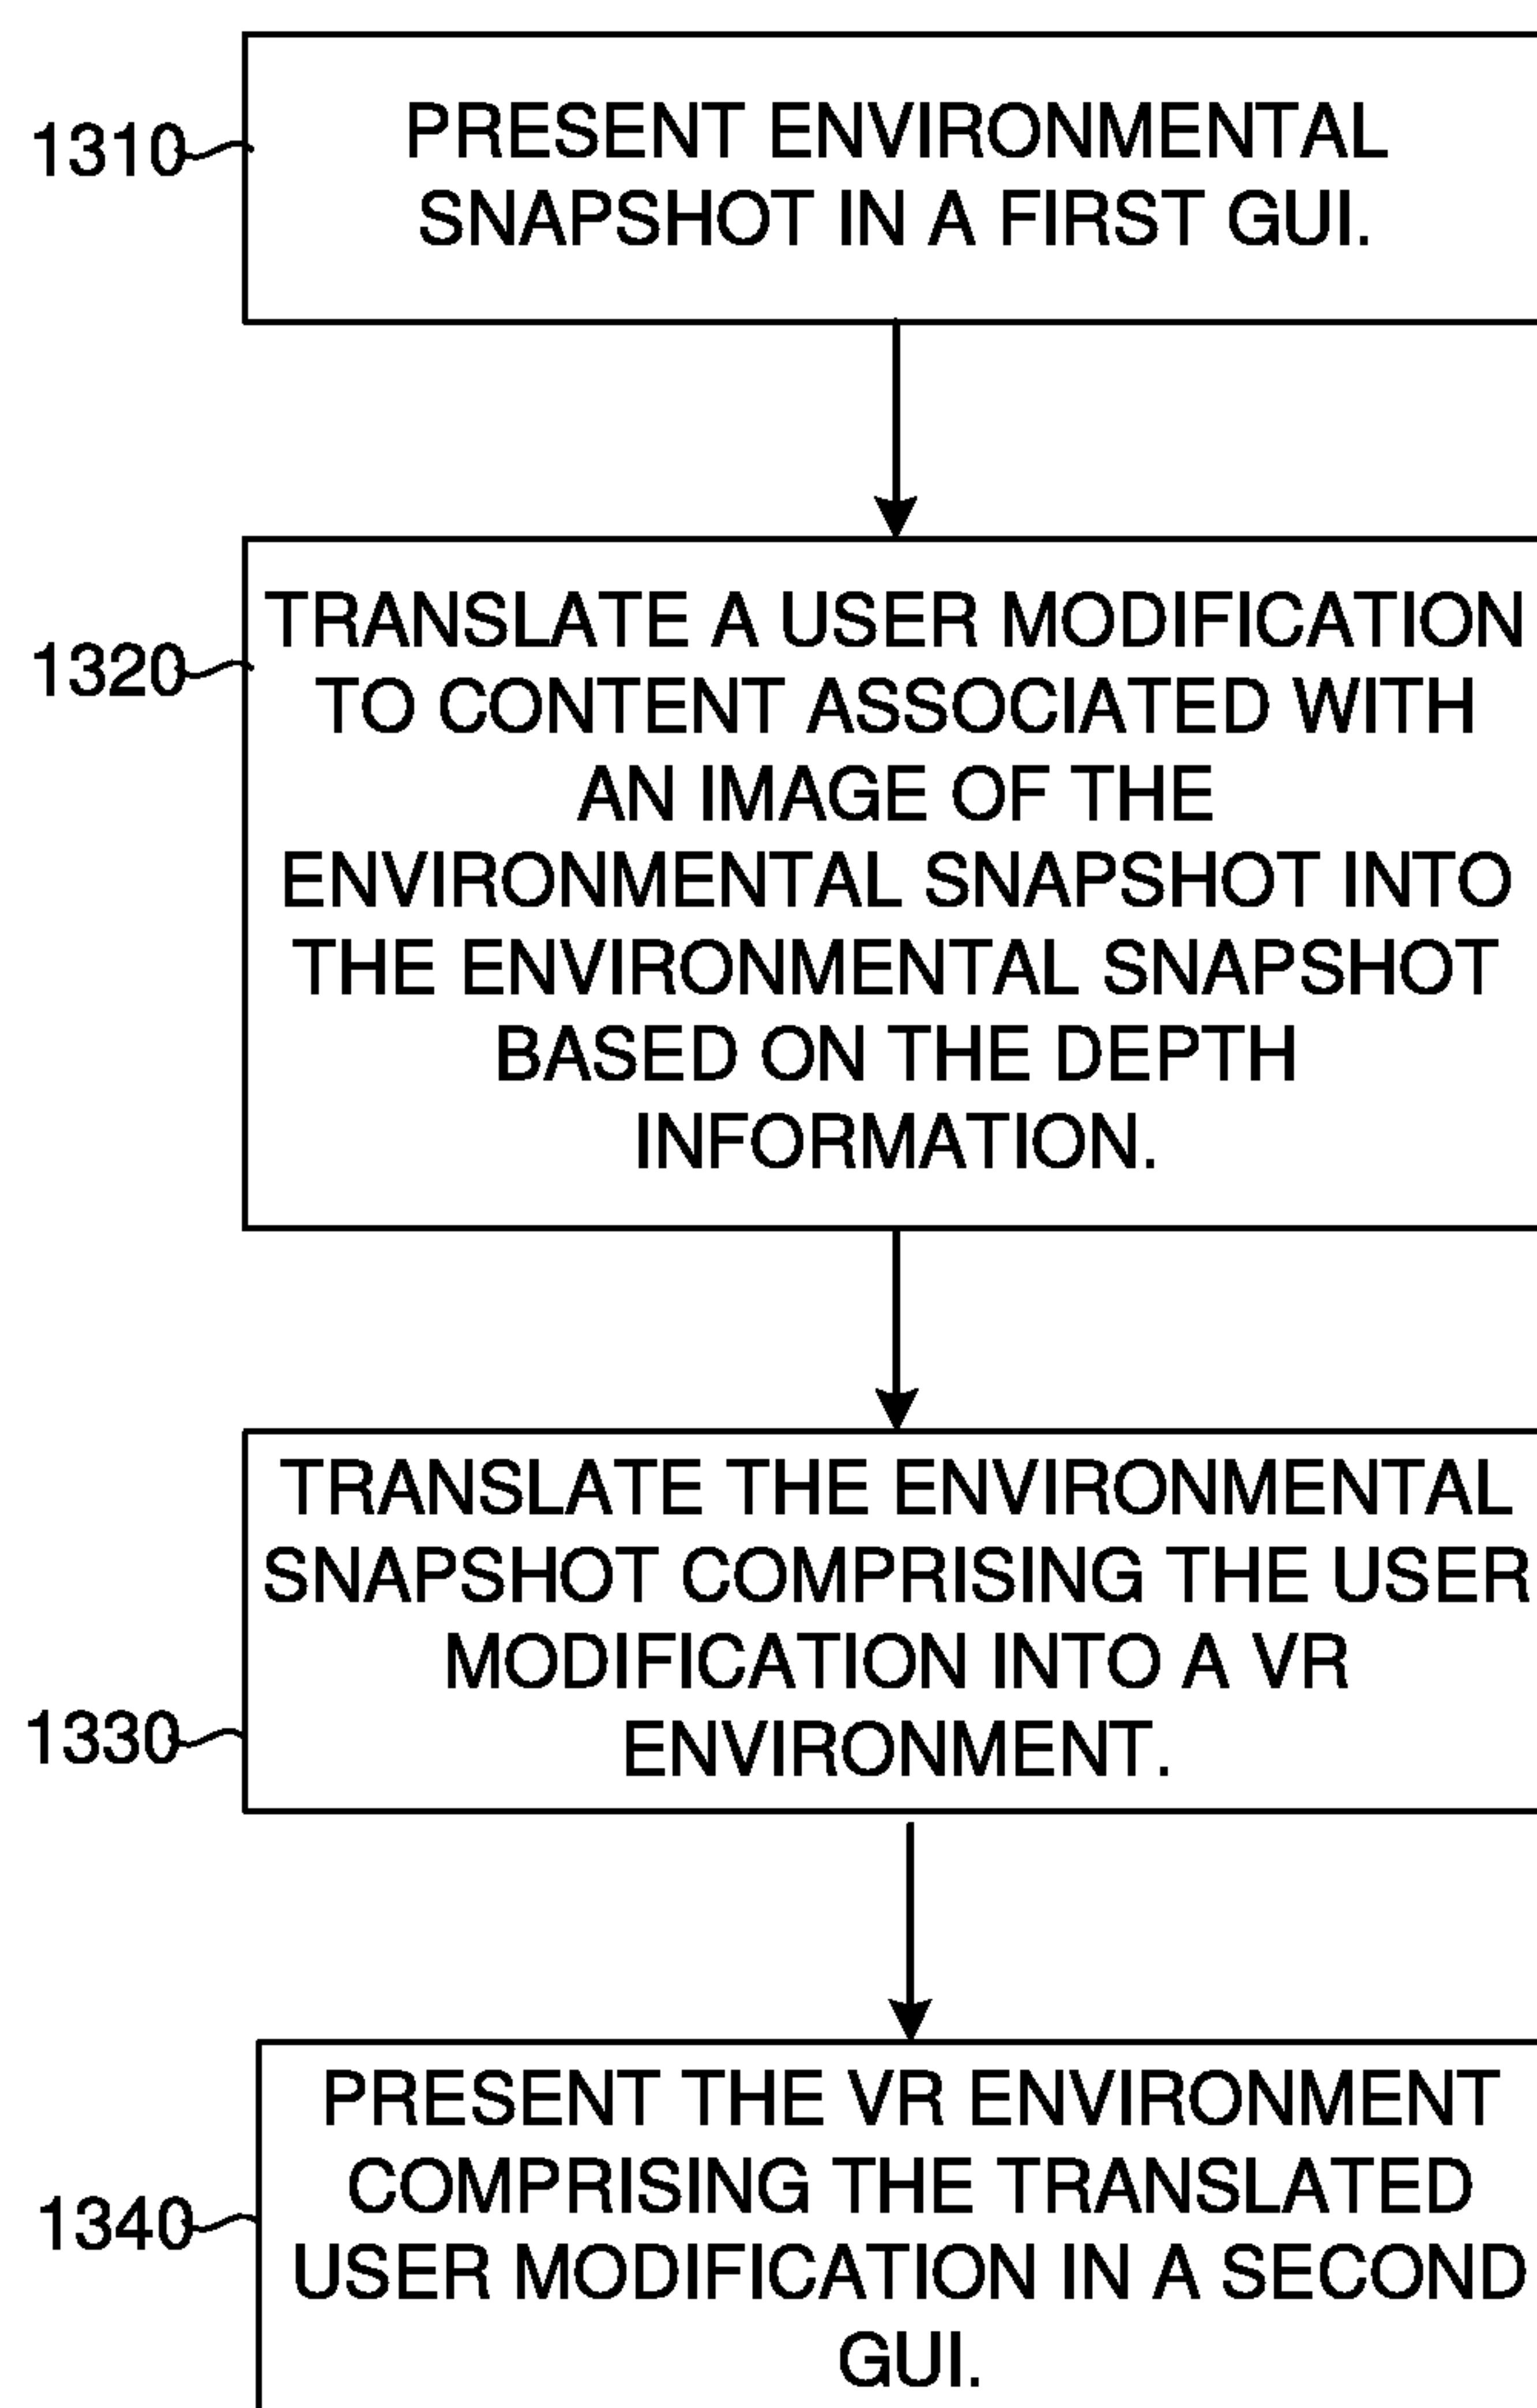 1310
PRESENT ENVIRONMENTAL
SNAPSHOT IN A FIRST GUI.
1320
TRANSLATE A USER MODIFICATION
TO CONTENT ASSOCIATED WITH
AN IMAGE OF THE
ENVIRONMENTAL SNAPSHOT INTO
THE ENVIRONMENTAL SNAPSHOT
BASED ON THE DEPTH
INFORMATION.
1330
TRANSLATE THE ENVIRONMENTAL
SNAPSHOT COMPRISING THE USER
MODIFICATION INTO A VR
ENVIRONMENT.
1340
PRESENT THE VR ENVIRONMENT
COMPRISING THE TRANSLATED
USER MODIFICATION IN A SECOND
GUI.